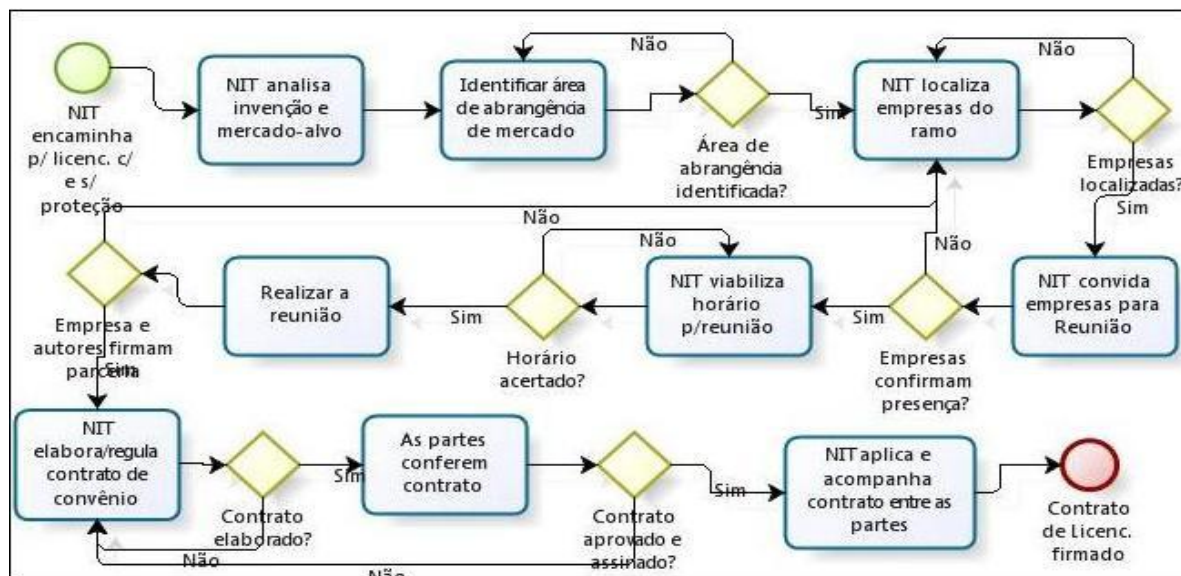 Não
Não
NIT
encaminha
p/ licenc. c/
e s/
proteção
NIT analisa
invenção e
mercado-alvo
Identificar área
de abrangência
de mercado
Área de
abrangência
identificada?
Sim
NIT localiza
empresas do
ramo
Empresas
localizadas?
Sim
Não
Empresa e
autores firmam
parceria
Sim
Realizar a
reunião
Sim
Não
Horário
acertado?
NIT viabiliza
horário
p/reunião
Sim
Não
Empresas
confirmam
presença?
NIT convida
empresas para
Reunião
NIT
elabora/regula
contrato de
convênio
Contrato
elaborado?
Não
Sim
As partes
conferem
contrato
Contrato
aprovado e
assinado?
Não
Sim
NIT aplica e
acompanha
contrato entre as
partes
Contrato
de Licenc.
firmado